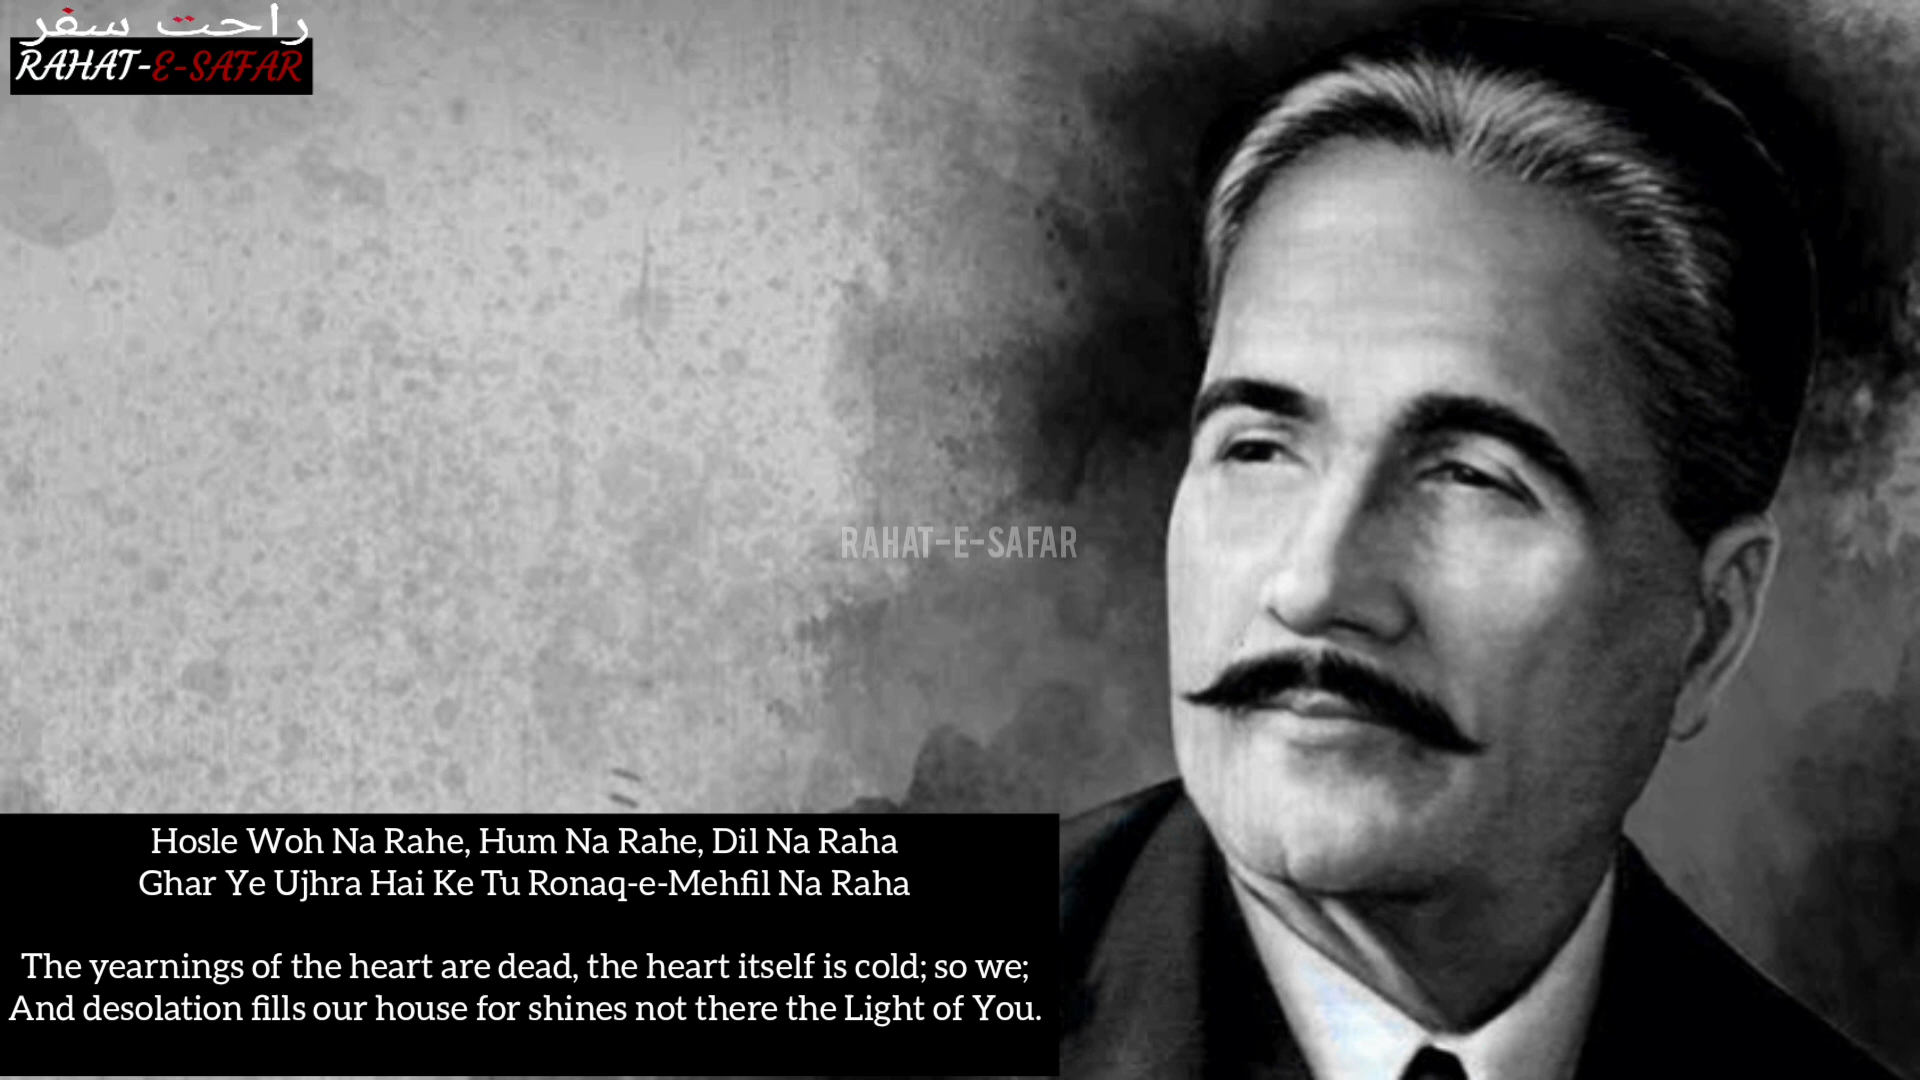 راحت سفر
RAHAT-E-SAFAR
RAHAT-E-SAFAR
Hosle Woh Na Rahe, Hum Na Rahe, Dil Na Raha
Ghar Ye Ujhra Hai Ke Tu Ronaq-e-Mehfil Na Raha
The yearnings of the heart are dead, the heart itself is cold; so we;
And desolation fills our house for shines not there the Light of You.